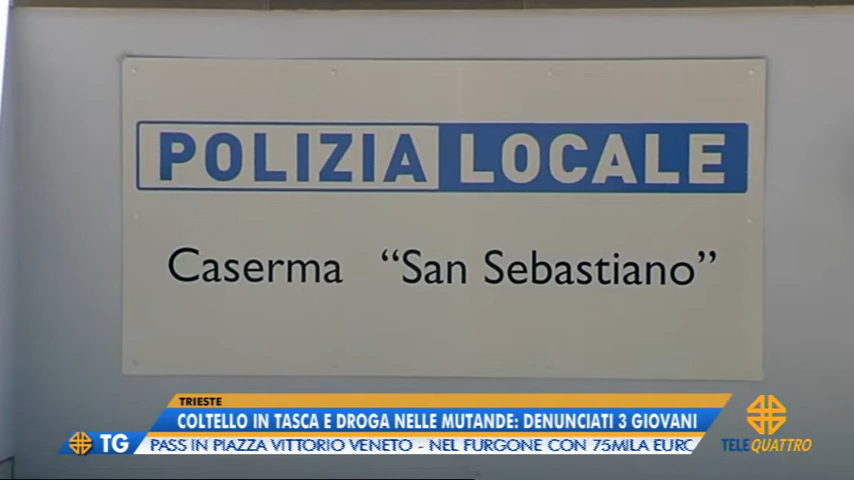 POLIZIA LOCALE
Caserma “San Sebastiano”
TRIESTE
COLTELLO IN TASCA E DROGA NELLE MUTANDE: DENUNCIATI 3 GIOVANI
TG
PASS IN PIAZZA VITTORIO VENETO - NEL FURGONE CON 75MILA EURC
TELEQUATTRO